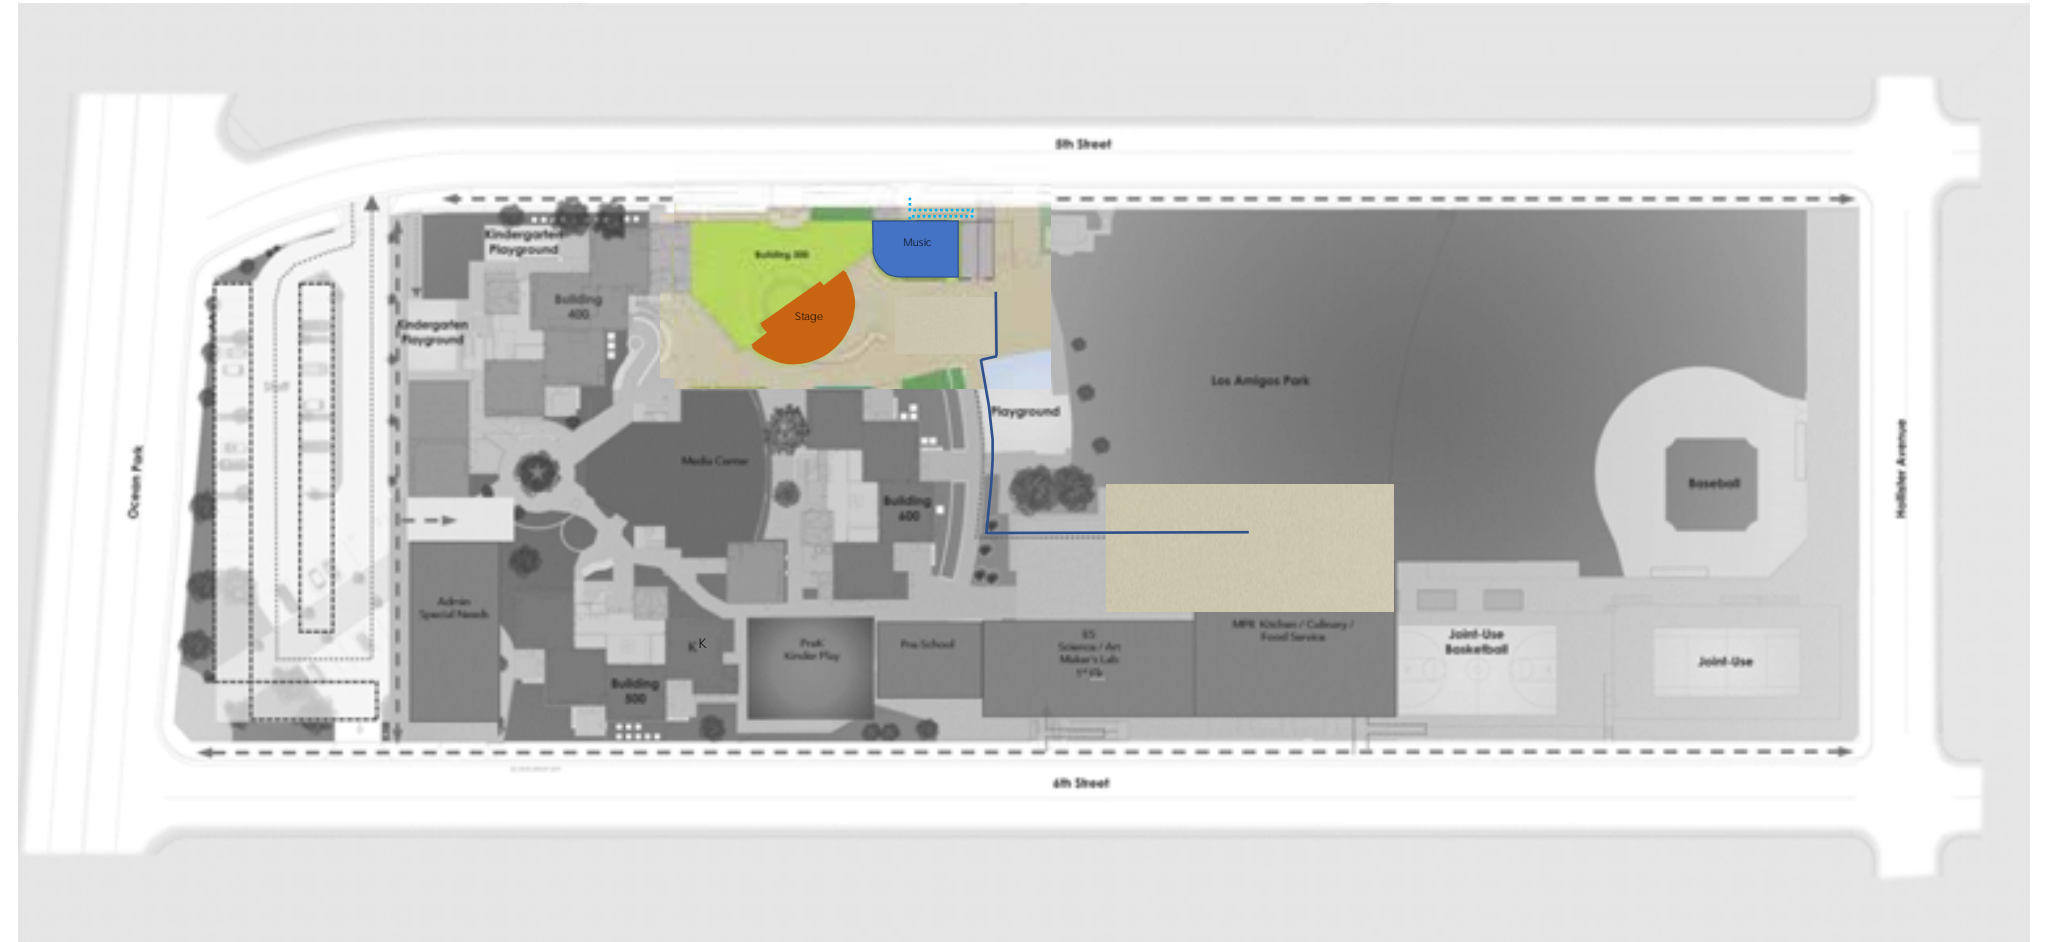 5th Street
Kindergarten
Playground
Music
Building 300
Building
400
Stage
Kindergarten
Playground
Staff
Los Amigos Park
Playground
Media Center
Ocean Park
Hollister Avenue
Baseball
Building
600
Admin
Special Needs
K K
PreK
Kinder Play
Pre-School
ES
Science / Art
Maker's Lab
MPR Kitchen / Culinary /
Food Service
Joint-Use
Basketball
Joint-Use
Building
500
6th Street